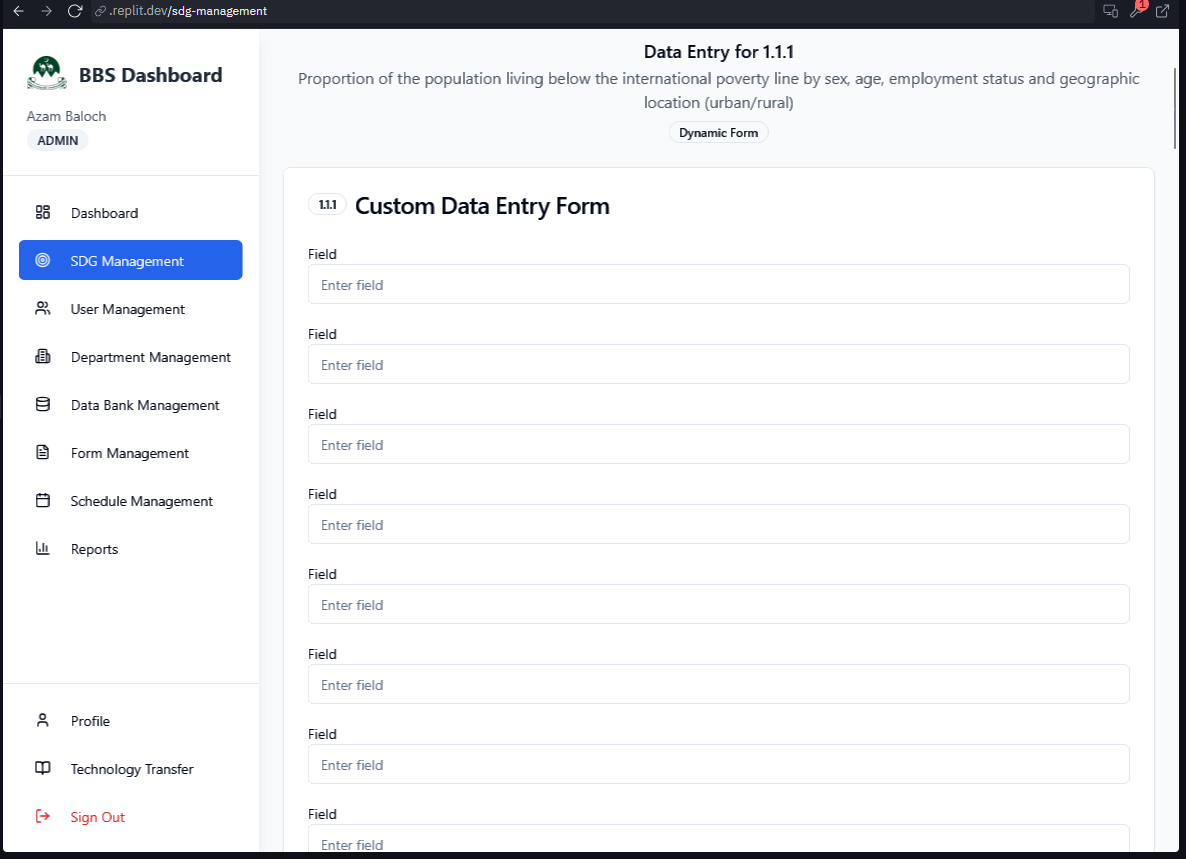 .replit.dev/sdg-management
1
BBS Dashboard
Azam Baloch
ADMIN
Dashboard
SDG Management
User Management
Department Management
Data Bank Management
Form Management
Schedule Management
Reports
Profile
Technology Transfer
Sign Out
Data Entry for 1.1.1
Proportion of the population living below the international poverty line by sex, age, employment status and geographic
location (urban/rural)
Dynamic Form
1.1.1 Custom Data Entry Form
Field
Enter field
Field
Enter field
Field
Enter field
Field
Enter field
Field
Enter field
Field
Enter field
Field
Enter field
Field
Enter field